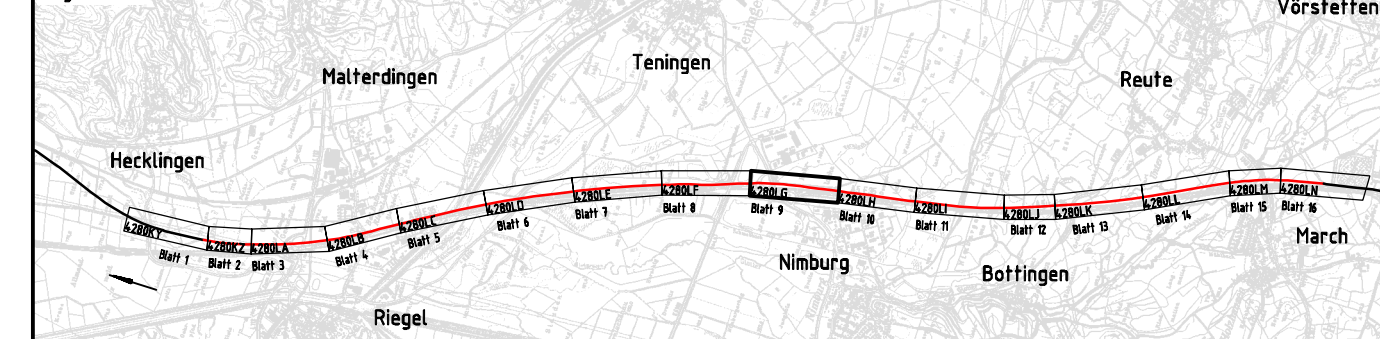 Vörstetten
Teningen
Malterdingen
Reute
Hecklingen
4280KY
4280KZ
4280LA
4280LB
4280LC
4280LD
4280LE
4280LF
4280LG
4280LH
4280LI
4280LJ
4280LK
4280LL
4280LM
4280LN
Blatt 1
Blatt 2
Blatt 3
Blatt 4
Blatt 5
Blatt 6
Blatt 7
Blatt 8
Blatt 9
Blatt 10
Blatt 11
Blatt 12
Blatt 13
Blatt 14
Blatt 15
Blatt 16
March
Nimburg
Bottingen
Riegel